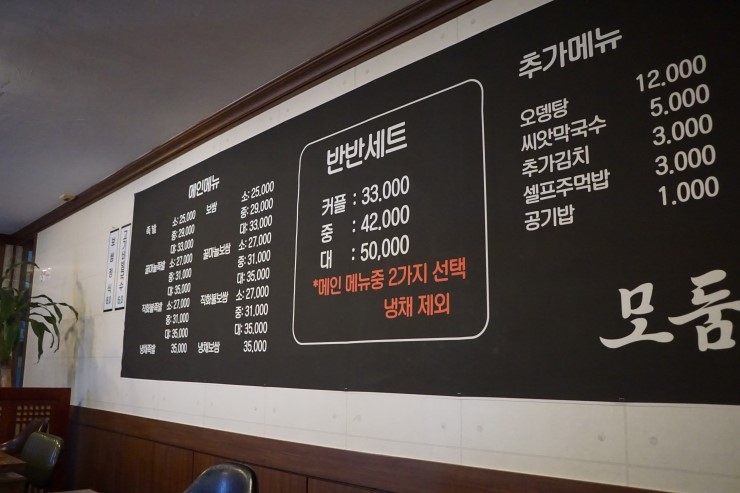 메인메뉴
족 발 소: 25,000
중: 29,000
대: 33,000
꿀마늘족발 소: 27,000
중: 31,000
대: 35,000
직화불족발 소: 27,000
중: 31,000
대: 35,000
냉채족발 35,000
보쌈 소: 25,000
중: 29,000
대: 33,000
꿀마늘보쌈 소: 27,000
중: 31,000
대: 35,000
직화불보쌈 소: 27,000
중: 31,000
대: 35,000
냉채보쌈 35,000
반반세트
커플 : 33,000
중 : 42,000
대 : 50,000
*메인 메뉴중 2가지 선택
냉채 제외
추가메뉴
오뎅탕 12.000
씨앗막국수 5.000
추가김치 3.000
셀프주먹밥 3.000
공기밥 1.000
모둠